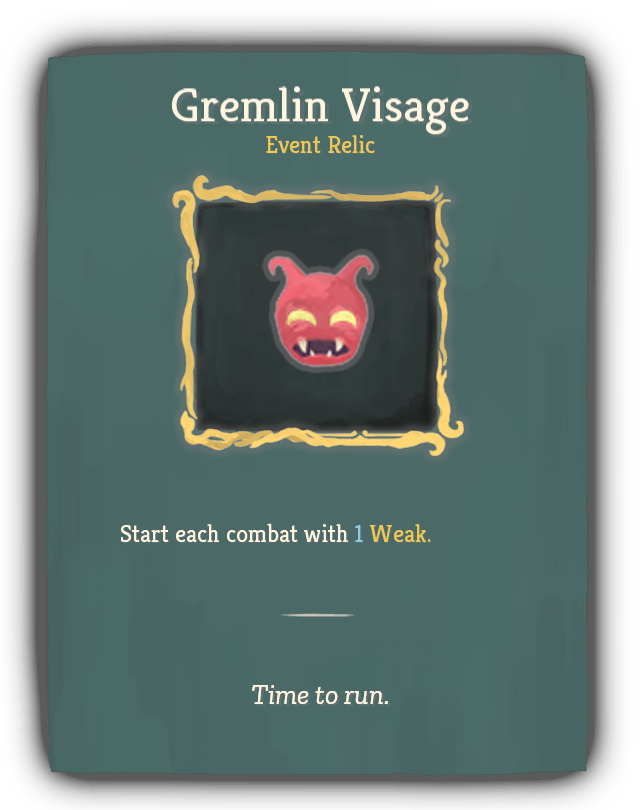 Gremlin Visage
Event Relic
Start each combat with 1 Weak.
Time to run.